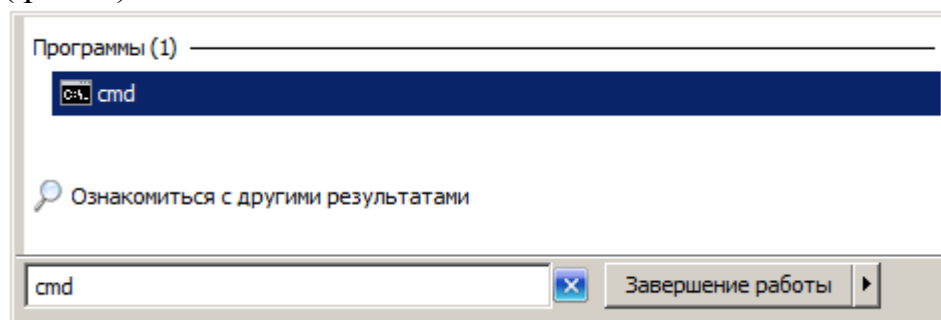 Программы (1)
C:\. cmd
Ознакомиться с другими результатами
cmd
Завершение работы